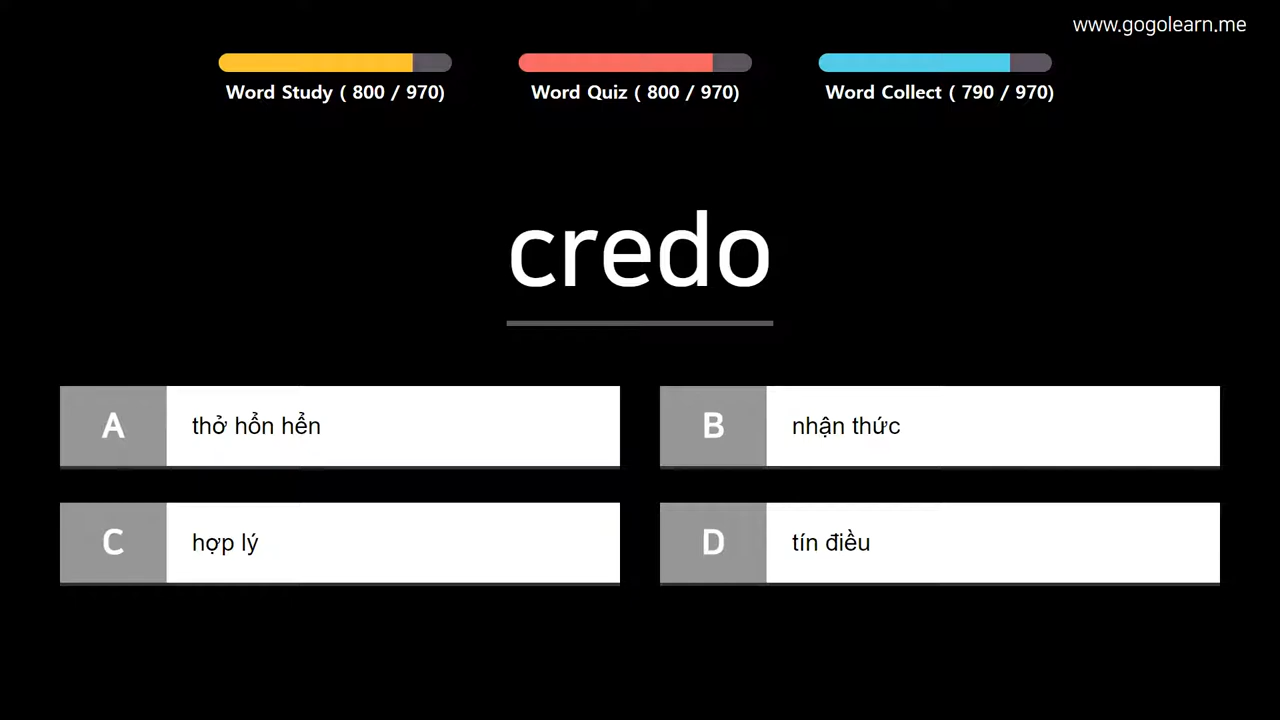 www.gogolearn.me
Word Study ( 800 / 970)
Word Quiz ( 800 / 970)
Word Collect ( 790 / 970)
credo
A thở hổn hển
B nhận thức
C hợp lý
D tín điều